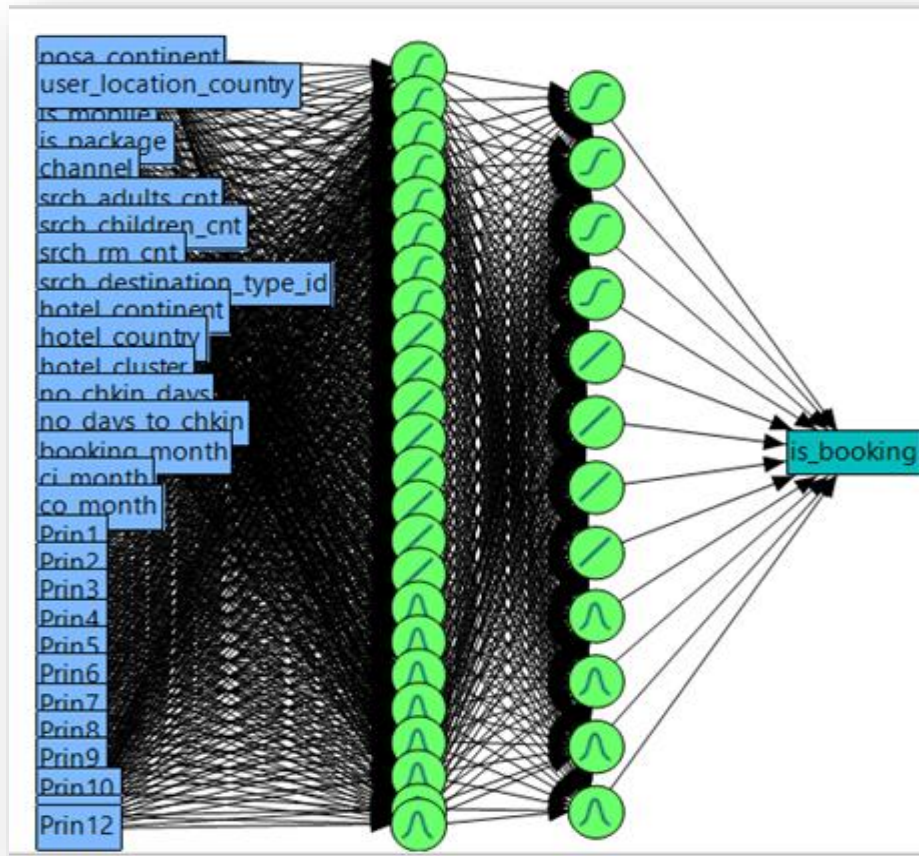 posa_continent
user_location_country
is_mobile
is_package
channel
srch_adults_cnt
srch_children_cnt
srch_rm_cnt
srch_destination_type_id
hotel_continent
hotel_country
hotel_cluster
no_chkin_days
no_days_to_chkin
booking_month
ci_month
co_month
Prin1
Prin2
Prin3
Prin4
Prin5
Prin6
Prin7
Prin8
Prin9
Prin10
Prin12
is_booking